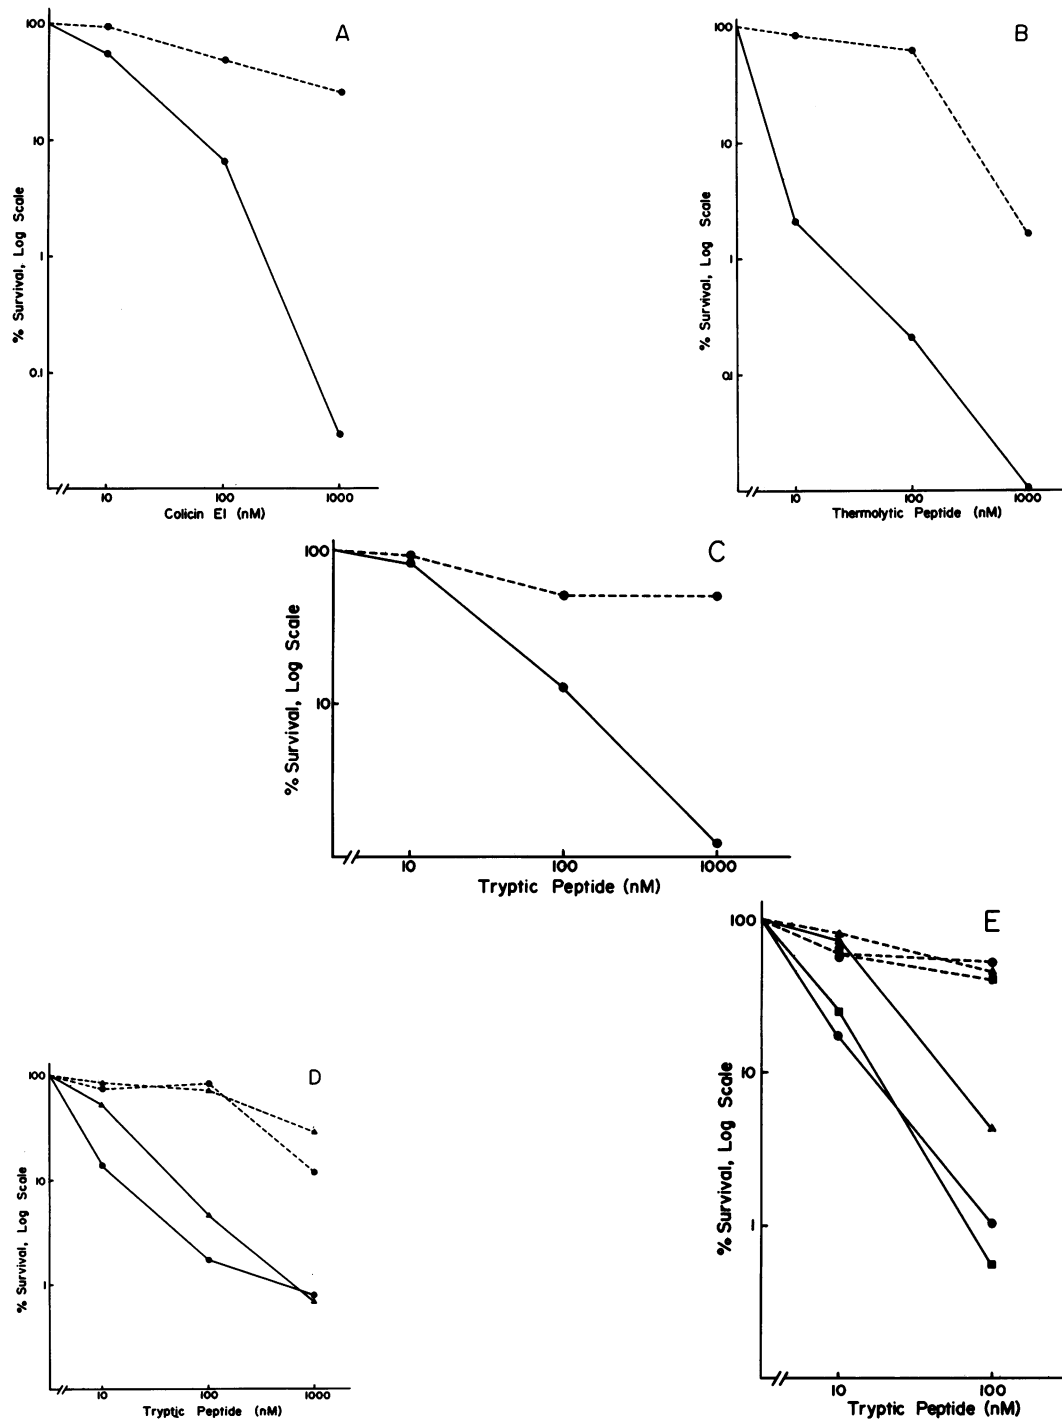 A
100
10
1
0.1
% Survival, Log Scale
10 100 1000
Colicin E1 (nM)
B
100
10
1
0.1
% Survival, Log Scale
10 100 1000
Thermolytic Peptide (nM)
C
100
10
% Survival, Log Scale
10 100 1000
Tryptic Peptide (nM)
D
100
10
1
% Survival, Log Scale
10 100 1000
Tryptic Peptide (nM)
E
100
10
1
% Survival, Log Scale
10 100
Tryptic Peptide (nM)